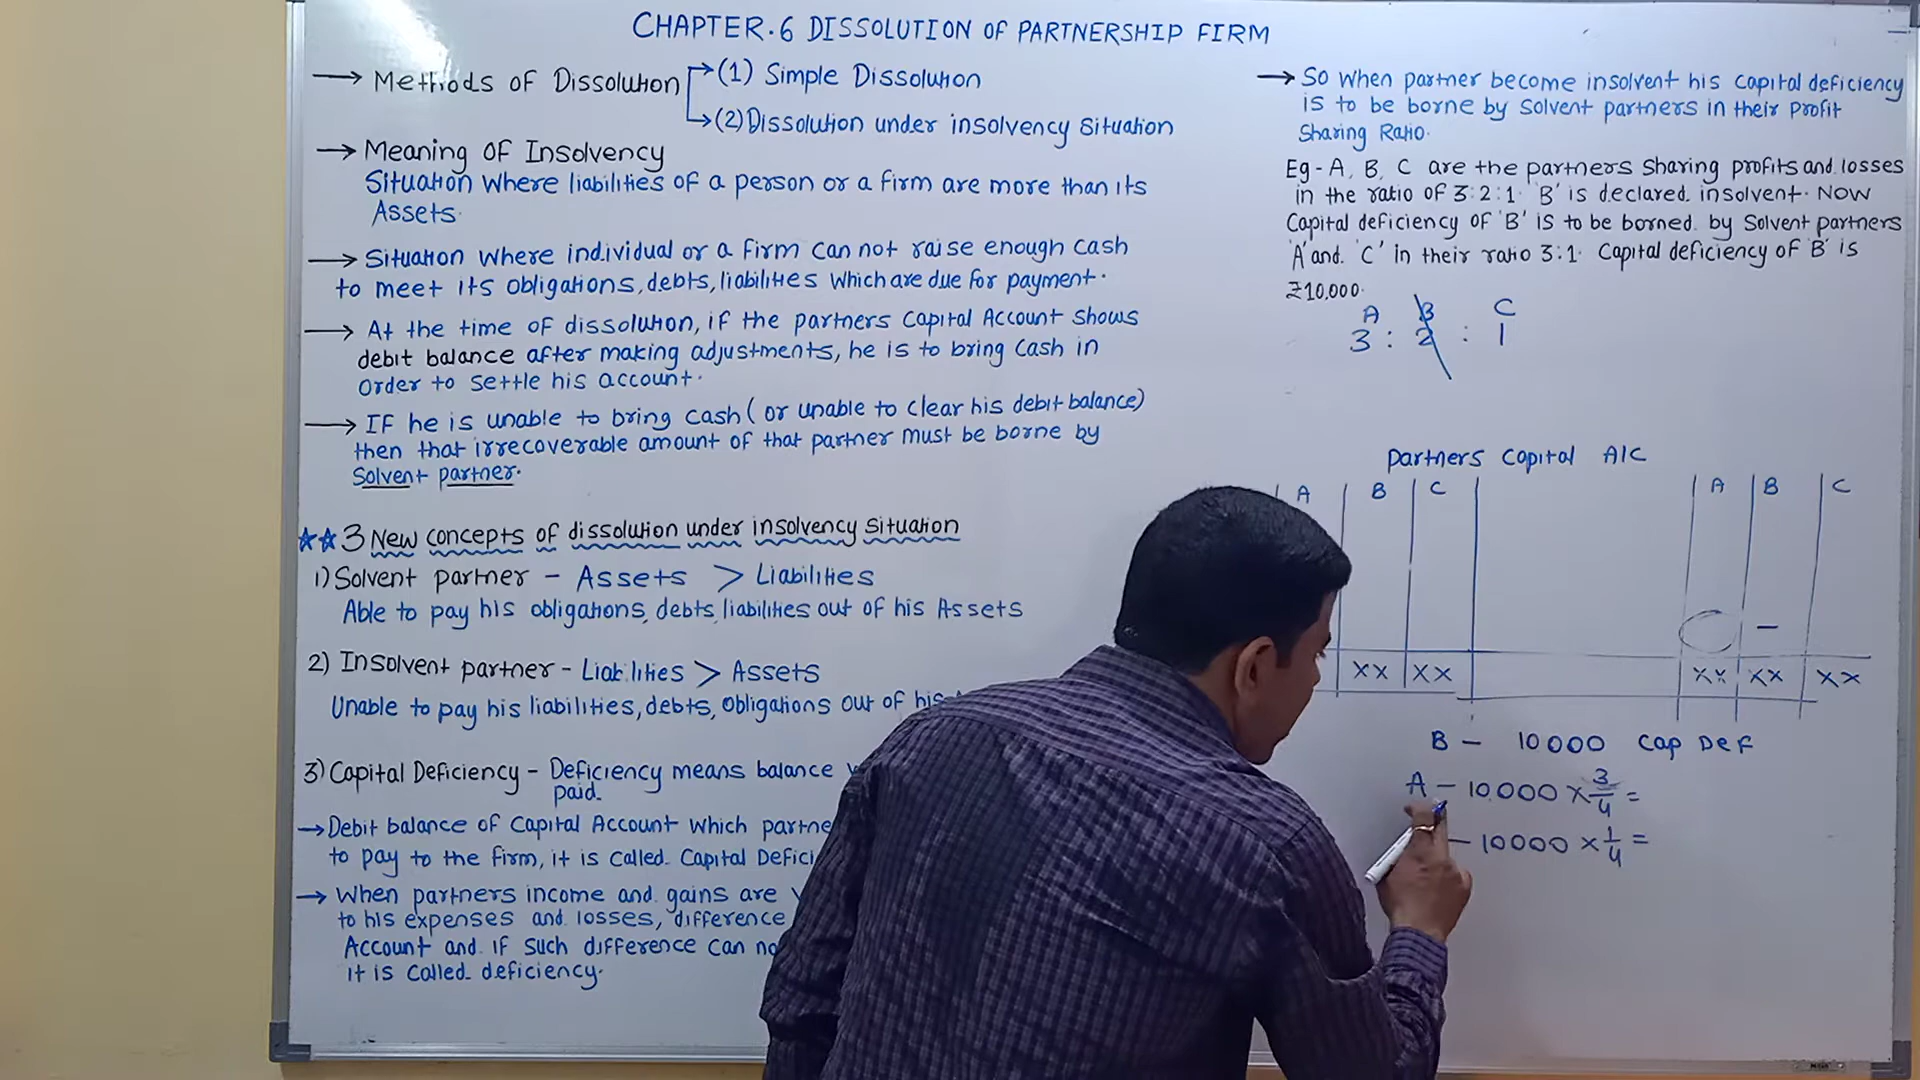 CHAPTER.6 DISSOLUTION OF PARTNERSHIP FIRM
→ Methods of Dissolution →(1) Simple Dissolution
→(2) Dissolution under insolvency Situation
→ Meaning OF Insolvency
Situation where liabilities of a person or a firm are more than its
Assets.
→ Situation where individual or a firm can not raise enough cash
to meet its obligations, debts, liabilities which are due for payment.
→ At the time of dissolution, if the partners Capital Account shows
debit balance after making adjustments, he is to bring cash in
order to settle his account.
→ IF he is unable to bring cash (or unable to clear his debit balance)
then that irrecoverable amount of that partner must be borne by
Solvent partner.
★★3 New concepts of dissolution under insolvency situation
1) Solvent partner - Assets > Liabilities
Able to pay his obligations, debts, liabilities out of his Assets
2) Insolvent partner - Liabilities > Assets
Unable to pay his liabilities, debts, obligations out of his
3) Capital Deficiency - Deficiency means balance
paid
→ Debit balance of Capital Account which partne
to pay to the firm, it is called Capital Defici
→ When partners income and gains are
to his expenses and losses, difference
Account and if such difference can no
it is called deficiency.
→ So when partner become insolvent his capital deficiency
is to be borne by solvent partners in their profit
Sharing Ratio.
Eg - A, B, C are the partners Sharing profits and losses
in the ratio of 3:2:1. 'B' is declared insolvent. Now
Capital deficiency of 'B' is to be borned by Solvent partners
'A' and 'C' in their ratio 3:1. Capital deficiency of 'B' is
₹10,000.
A B C
3 : 2 : 1
Partners Capital A/C
A B C A B C
-
XX XX XX XX XX
B - 10000 Cap Def
A - 10,000 × 3/4 =
- 10000 × 1/4 =